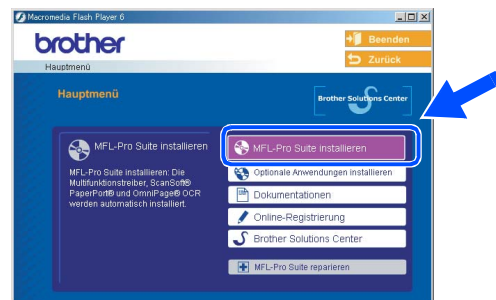 Macromedia Flash Player 6
brother
Beenden
Zurück
Hauptmenü
Hauptmenü
Brother Solutions Center
MFL-Pro Suite installieren
MFL-Pro Suite installieren: Die
Multifunktionstreiber, ScanSoft®
PaperPort® und OmniPage® OCR
werden automatisch installiert.
MFL-Pro Suite installieren
Optionale Anwendungen installieren
Dokumentationen
Online-Registrierung
Brother Solutions Center
MFL-Pro Suite reparieren